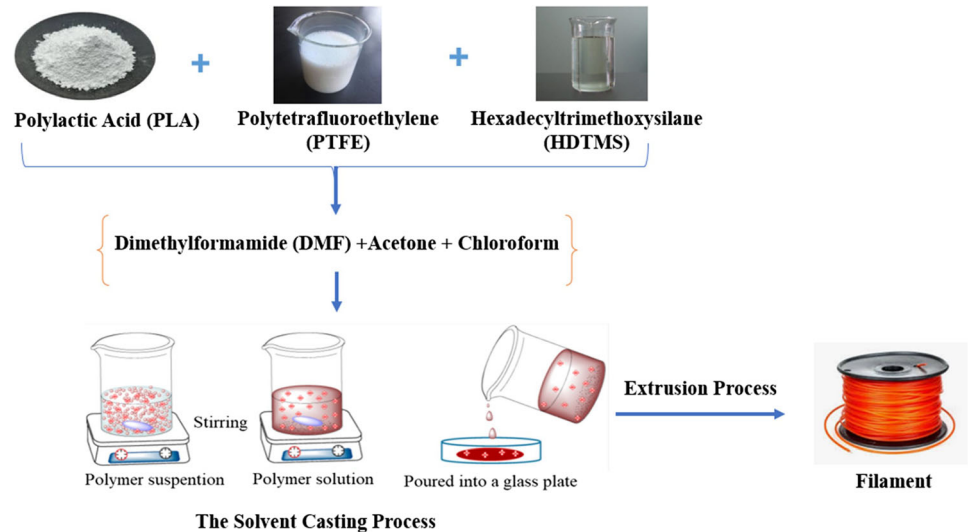 Polylactic Acid (PLA)
Polytetrafluoroethylene
(PTFE)
Hexadecyltrimethoxysilane
(HDTMS)
Dimethylformamide (DMF) +Acetone + Chloroform
Stirring
Extrusion Process
Polymer suspention
Polymer solution
Poured into a glass plate
Filament
The Solvent Casting Process